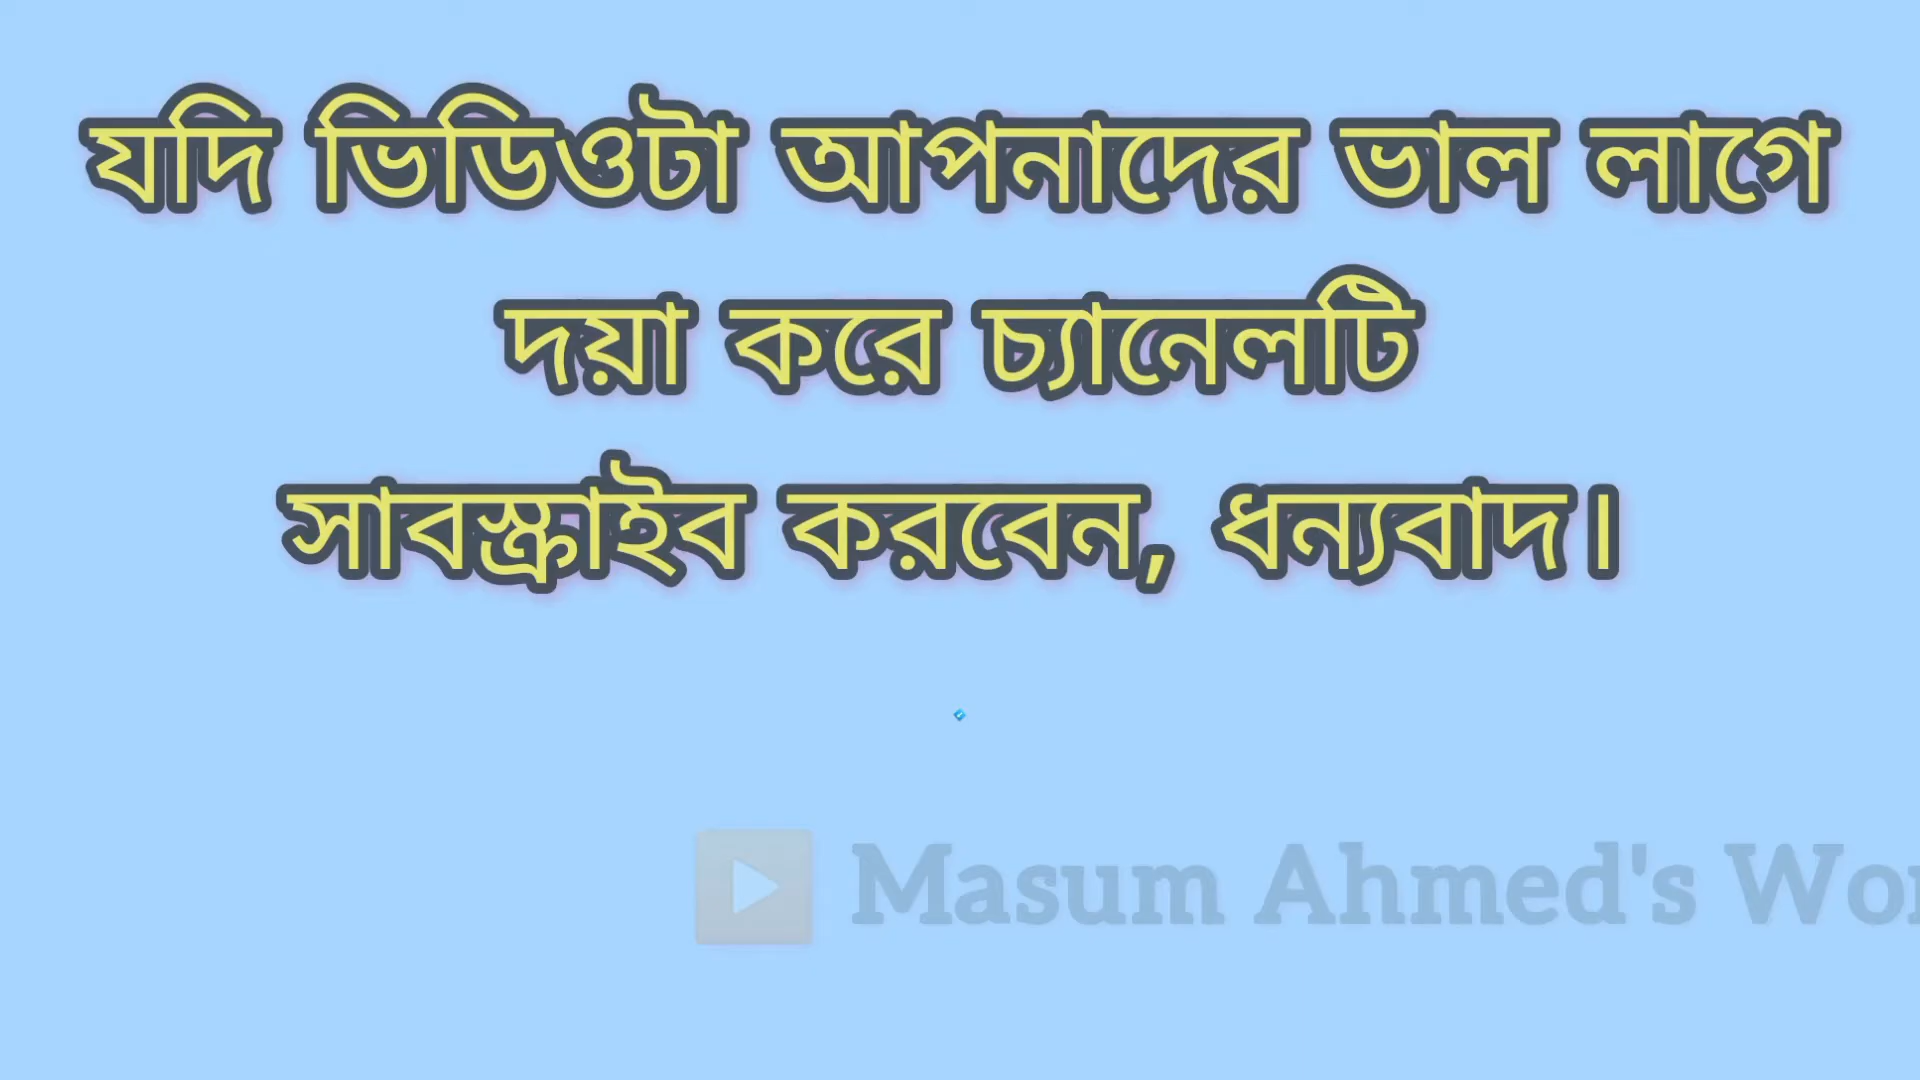 যদি ভিডিওটা আপনাদের ভাল লাগে
দয়া করে চ্যানেলটি
সাবস্ক্রাইব করবেন, ধন্যবাদ।
Masum Ahmed's